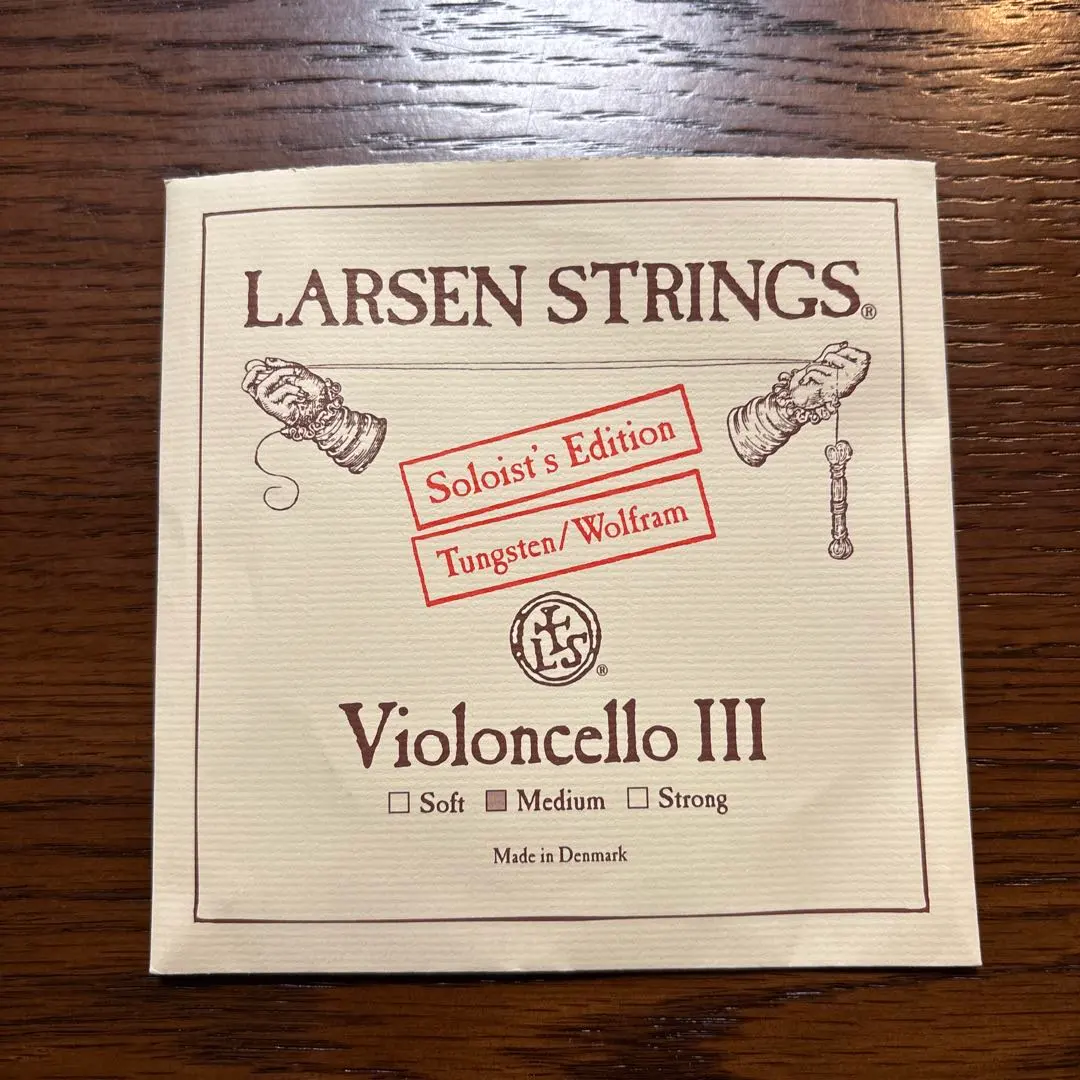 LARSEN STRINGS®
Soloist's Edition
Tungsten/Wolfram
LS
®
Violoncello III
Soft Medium Strong
Made in Denmark